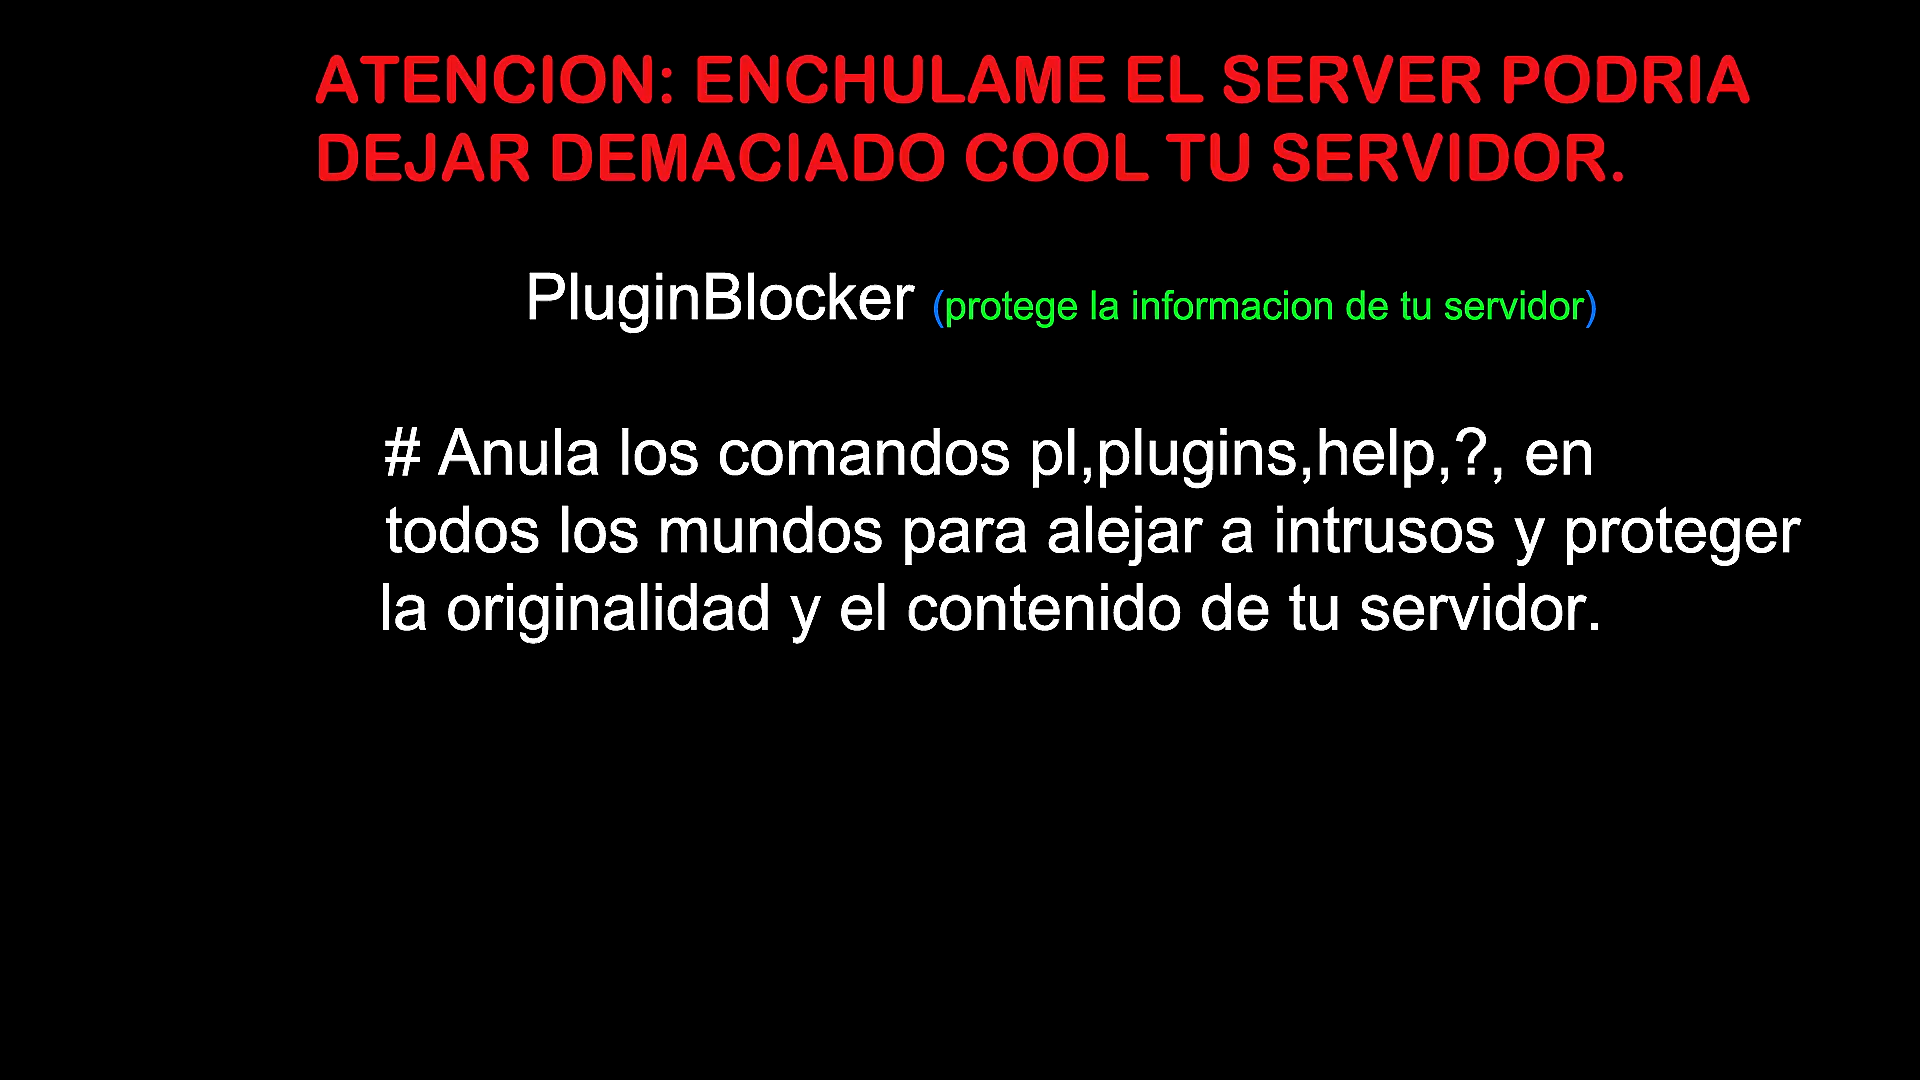 ATENCION: ENCHULAME EL SERVER PODRIA
DEJAR DEMACIADO COOL TU SERVIDOR.
PluginBlocker (protege la informacion de tu servidor)
# Anula los comandos pl,plugins,help,?, en
todos los mundos para alejar a intrusos y proteger
la originalidad y el contenido de tu servidor.